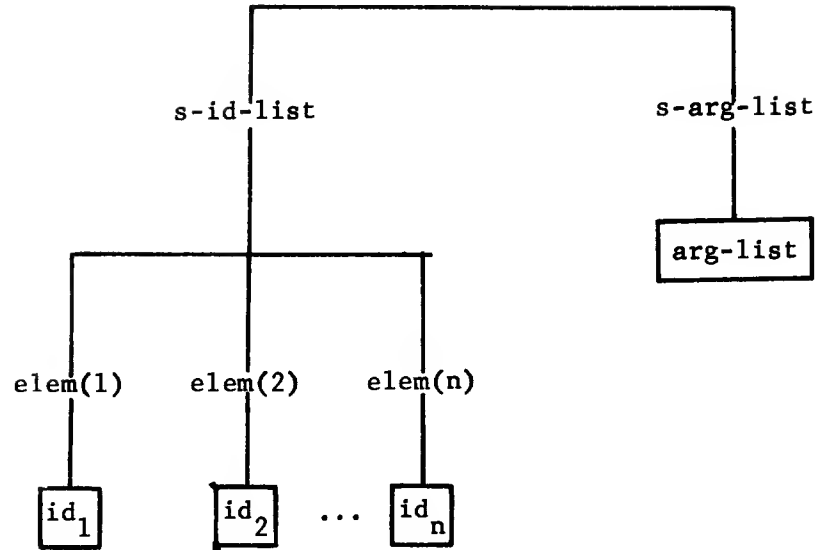 s-id-list s-arg-list
arg-list
elem(1) elem(2) elem(n)
id₁ id₂ ... idₙ